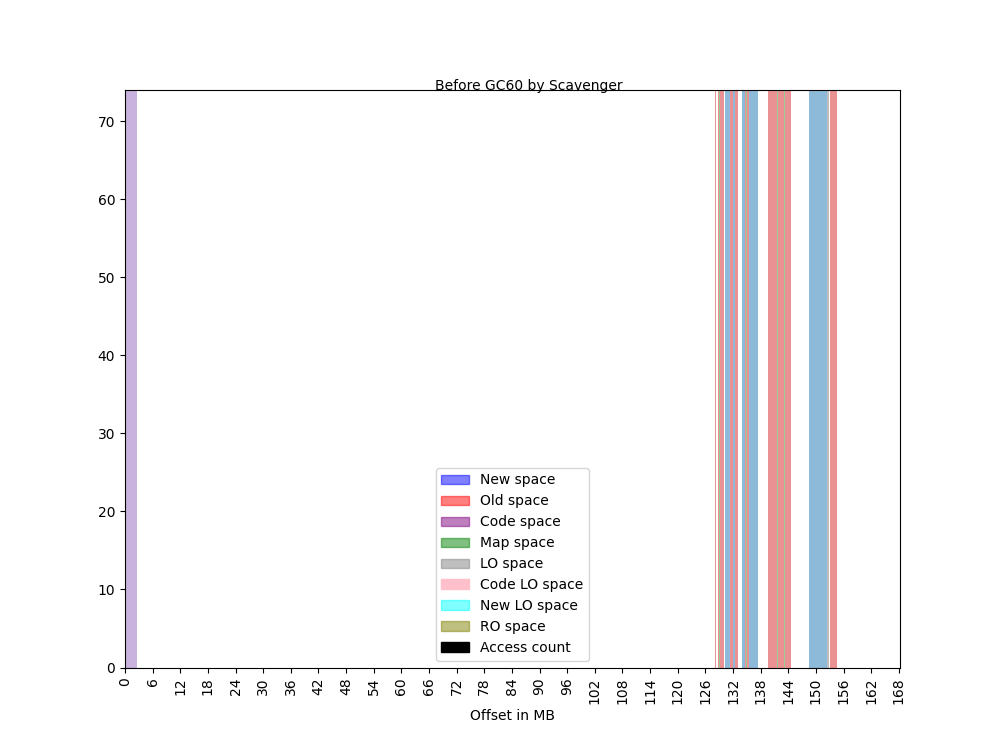 Before GC60 by Scavenger
70
60
50
40
30
20
10
0
New space
Old space
Code space
Map space
LO space
Code LO space
New LO space
RO space
Access count
0 6 12 18 24 30 36 42 48 54 60 66 72 78 84 90 96 102 108 114 120 126 132 138 144 150 156 162 168
Offset in MB